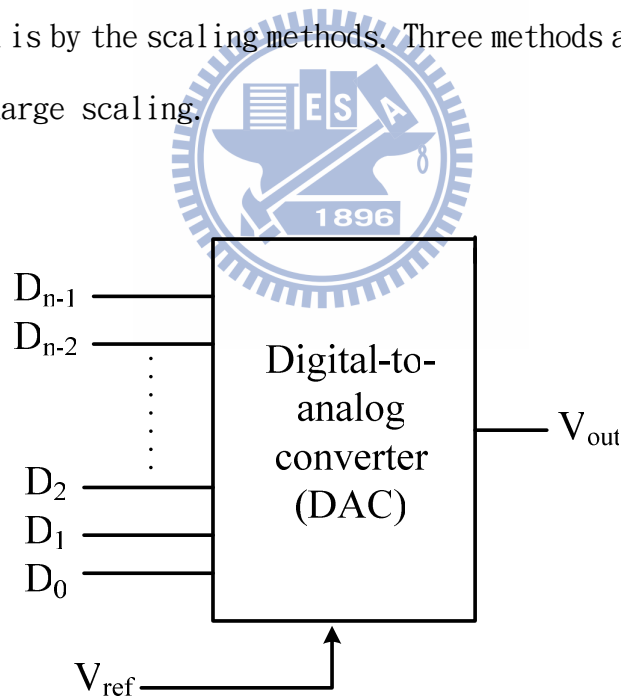 is by the scaling methods. Three methods a
arge scaling.
E S A
1896
Dn-1
Dn-2
Digital-to-
analog
converter
(DAC)
Vout
D2
D1
D0
Vref